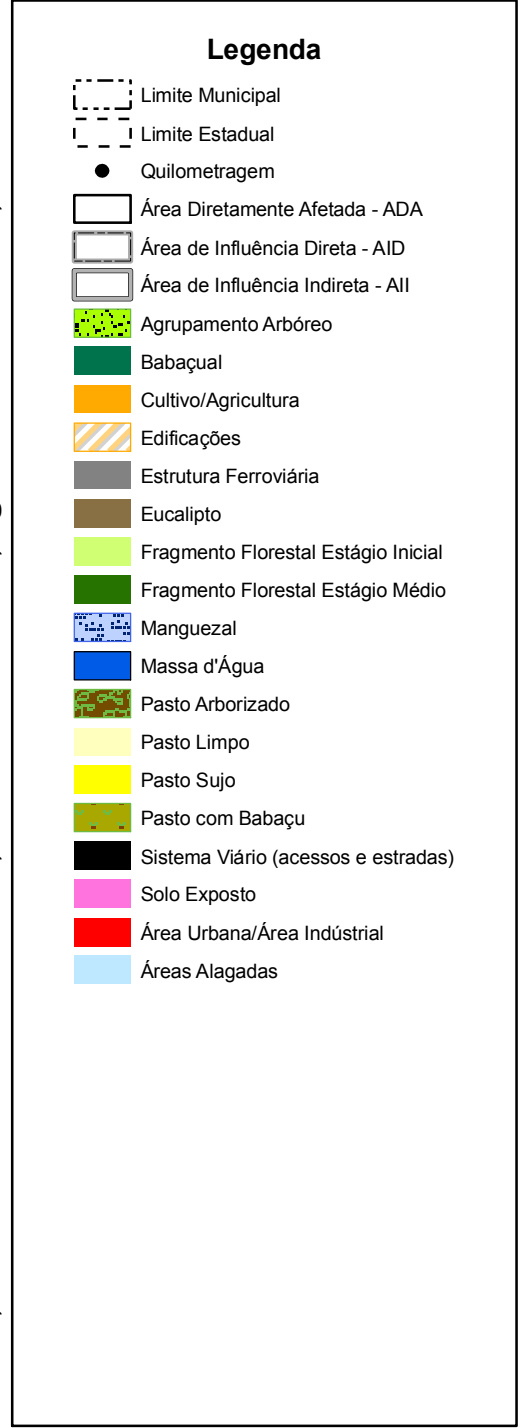 Legenda
Limite Municipal
Limite Estadual
Quilometragem
Área Diretamente Afetada - ADA
Área de Influência Direta - AID
Área de Influência Indireta - AII
Agrupamento Arbóreo
Babaçual
Cultivo/Agricultura
Edificações
Estrutura Ferroviária
Eucalipto
Fragmento Florestal Estágio Inicial
Fragmento Florestal Estágio Médio
Manguezal
Massa d'Água
Pasto Arborizado
Pasto Limpo
Pasto Sujo
Pasto com Babaçu
Sistema Viário (acessos e estradas)
Solo Exposto
Área Urbana/Área Indústrial
Áreas Alagadas